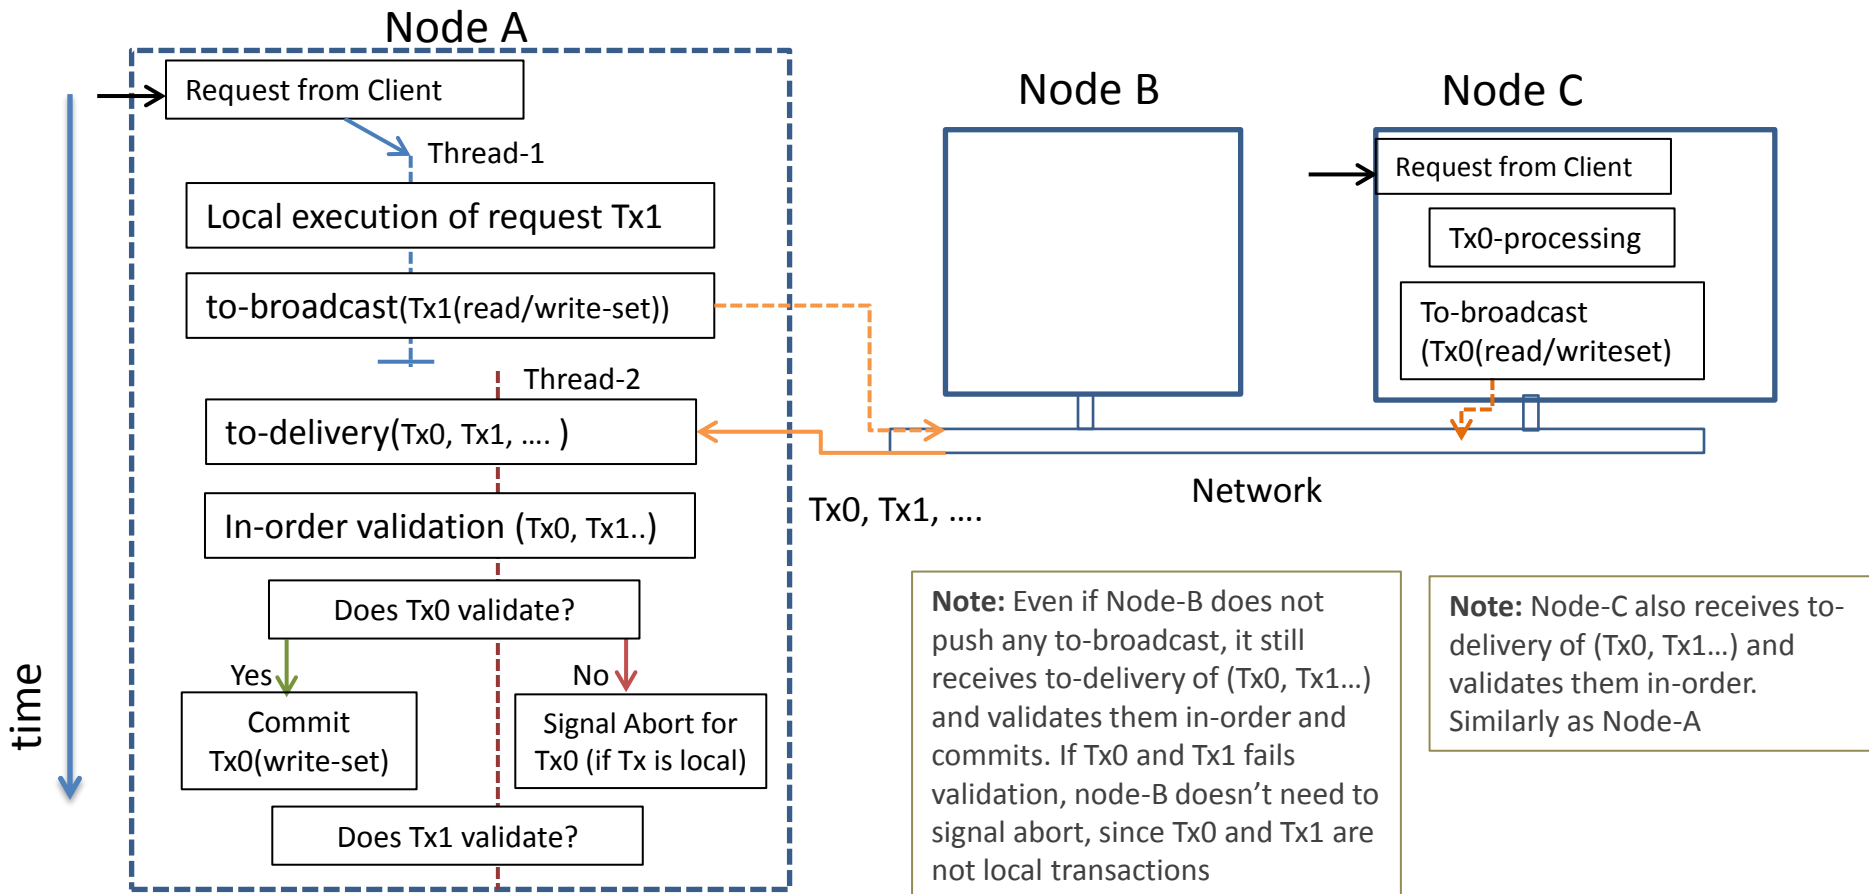 Node A
Request from Client
Thread-1
Local execution of request Tx1
to-broadcast(Tx1(read/write-set))
Thread-2
to-delivery(Tx0, Tx1, .... )
In-order validation (Tx0, Tx1..)
Does Tx0 validate?
Yes
No
Commit
Tx0(write-set)
Signal Abort for
Tx0 (if Tx is local)
Does Tx1 validate?
time
Node B
Node C
Request from Client
Tx0-processing
To-broadcast
(Tx0(read/writeset)
Network
Tx0, Tx1, ....
Note: Even if Node-B does not
push any to-broadcast, it still
receives to-delivery of (Tx0, Tx1...)
and validates them in-order and
commits. If Tx0 and Tx1 fails
validation, node-B doesn’t need to
signal abort, since Tx0 and Tx1 are
not local transactions
Note: Node-C also receives to-
delivery of (Tx0, Tx1...) and
validates them in-order.
Similarly as Node-A